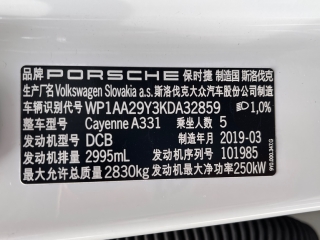 品牌 PORSCHE 保时捷 制造国 斯洛伐克
生产厂名 Volkswagen Slovakia a.s. 斯洛伐克大众汽车股份公司制造
车辆识别代号 WP1AA29Y3KDA32859 1,0%
整车型号 Cayenne A331 乘坐人数 5
发动机型号 DCB 制造年月 2019-03
发动机排量 2995mL 发动机号 101985
最大允许总质量 2830kg 发动机最大净功率 250kW